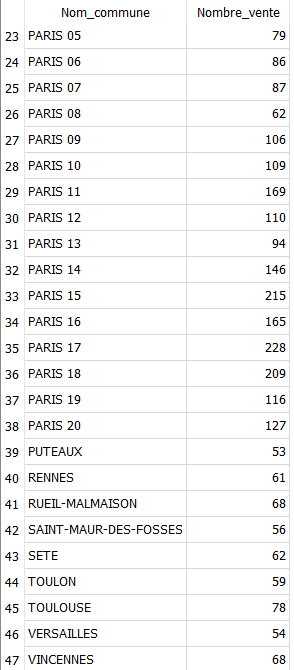 Nom_commune Nombre_vente
23 PARIS 05 79
24 PARIS 06 86
25 PARIS 07 87
26 PARIS 08 62
27 PARIS 09 106
28 PARIS 10 109
29 PARIS 11 169
30 PARIS 12 110
31 PARIS 13 94
32 PARIS 14 146
33 PARIS 15 215
34 PARIS 16 165
35 PARIS 17 228
36 PARIS 18 209
37 PARIS 19 116
38 PARIS 20 127
39 PUTEAUX 53
40 RENNES 61
41 RUEIL-MALMAISON 68
42 SAINT-MAUR-DES-FOSSES 56
43 SETE 62
44 TOULON 59
45 TOULOUSE 78
46 VERSAILLES 54
47 VINCENNES 68